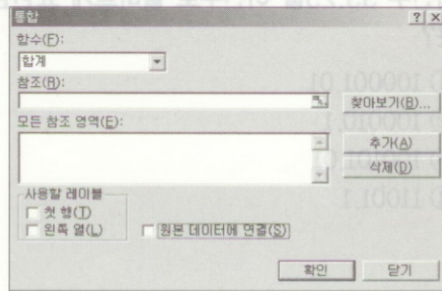 통합
함수(F):
합계
참조(R):
찾아보기(B)...
모든 참조 영역(E):
추가(A)
삭제(D)
사용할 레이블
첫 행(T)
왼쪽 열(L)
원본 데이터에 연결(S)
확인
닫기